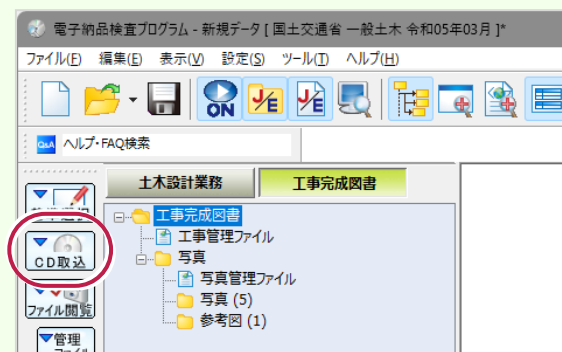 電子納品検査プログラム - 新規データ [ 国土交通省 一般土木 令和05年03月 ]*
ファイル(F) 編集(E) 表示(V) 設定(S) ツール(T) ヘルプ(H)
ON J/E J/E
Q&A ヘルプ・FAQ検索
土木設計業務 工事完成図書
工事完成図書
工事管理ファイル
CD取込
写真
写真管理ファイル
ファイル閲覧
写真 (5)
参考図 (1)
管理